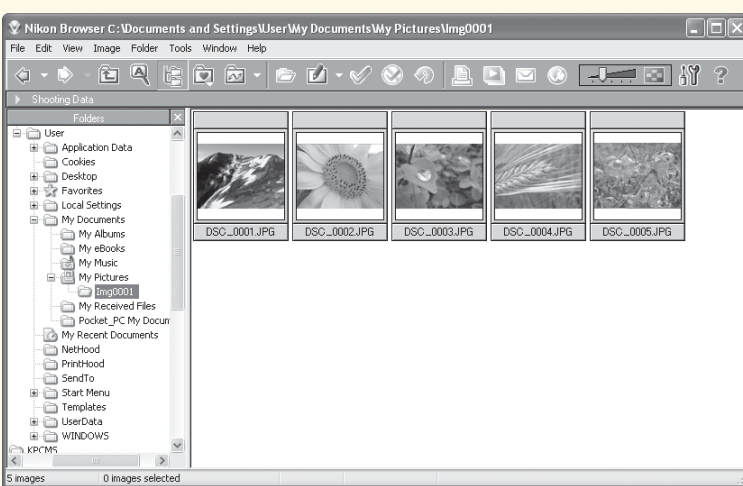 Nikon Browser C:\Documents and Settings\User\My Documents\My Pictures\Img0001
File Edit View Image Folder Tools Window Help
Shooting Data
Folders
User
Application Data
Cookies
Desktop
Favorites
Local Settings
My Documents
My Albums
My eBooks
My Music
My Pictures
Img0001
My Received Files
Pocket_PC My Docum
My Recent Documents
NetHood
PrintHood
SendTo
Start Menu
Templates
UserData
WINDOWS
KPCMS
DSC_0001.JPG DSC_0002.JPG DSC_0003.JPG DSC_0004.JPG DSC_0005.JPG
5 images 0 images selected